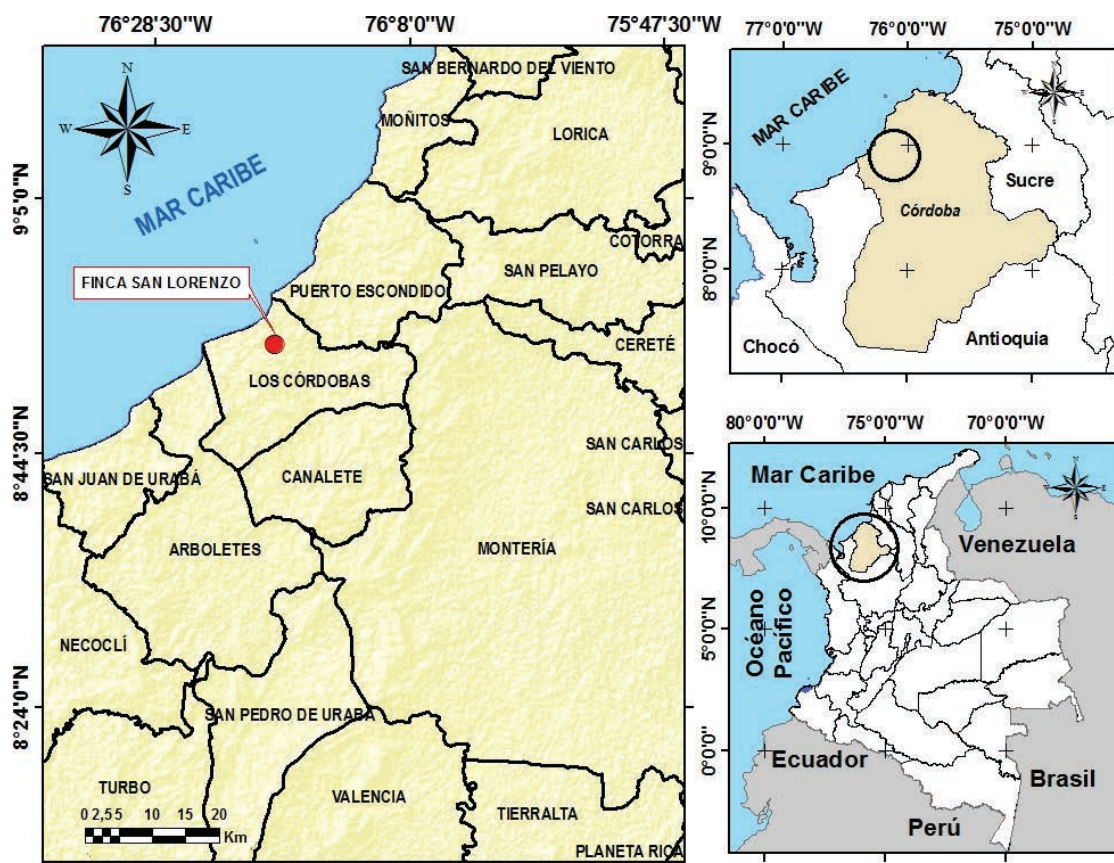 76°28'30"W
76°8'0"W
75°47'30"W
9°5'0"N
8°44'30"N
8°24'0"N
N
W
E
S
SAN BERNARDO DEL VIENTO
MOÑITOS
LORICA
MAR CARIBE
COTORRA
SAN PELAYO
FINCA SAN LORENZO
PUERTO ESCONDIDO
CERETÉ
LOS CÓRDOBAS
SAN CARLOS
SAN JUAN DE URABÁ
CANALETE
SAN CARLOS
ARBOLETES
MONTERÍA
NECOCLÍ
SAN PEDRO DE URABÁ
TURBO
VALENCIA
TIERRALTA
0 2,5 5 10 15 20
Km
PLANETA RICA
77°0'0"W
76°0'0"W
75°0'0"W
9°0'0"N
8°0'0"N
MAR CARIBE
N
W
E
S
Sucre
Córdoba
Chocó
Antioquia
80°0'0"W
75°0'0"W
70°0'0"W
10°0'0"N
5°0'0"N
0°0'0"
Mar Caribe
N
W
E
S
Venezuela
Océano
Pacífico
Ecuador
Brasil
Perú